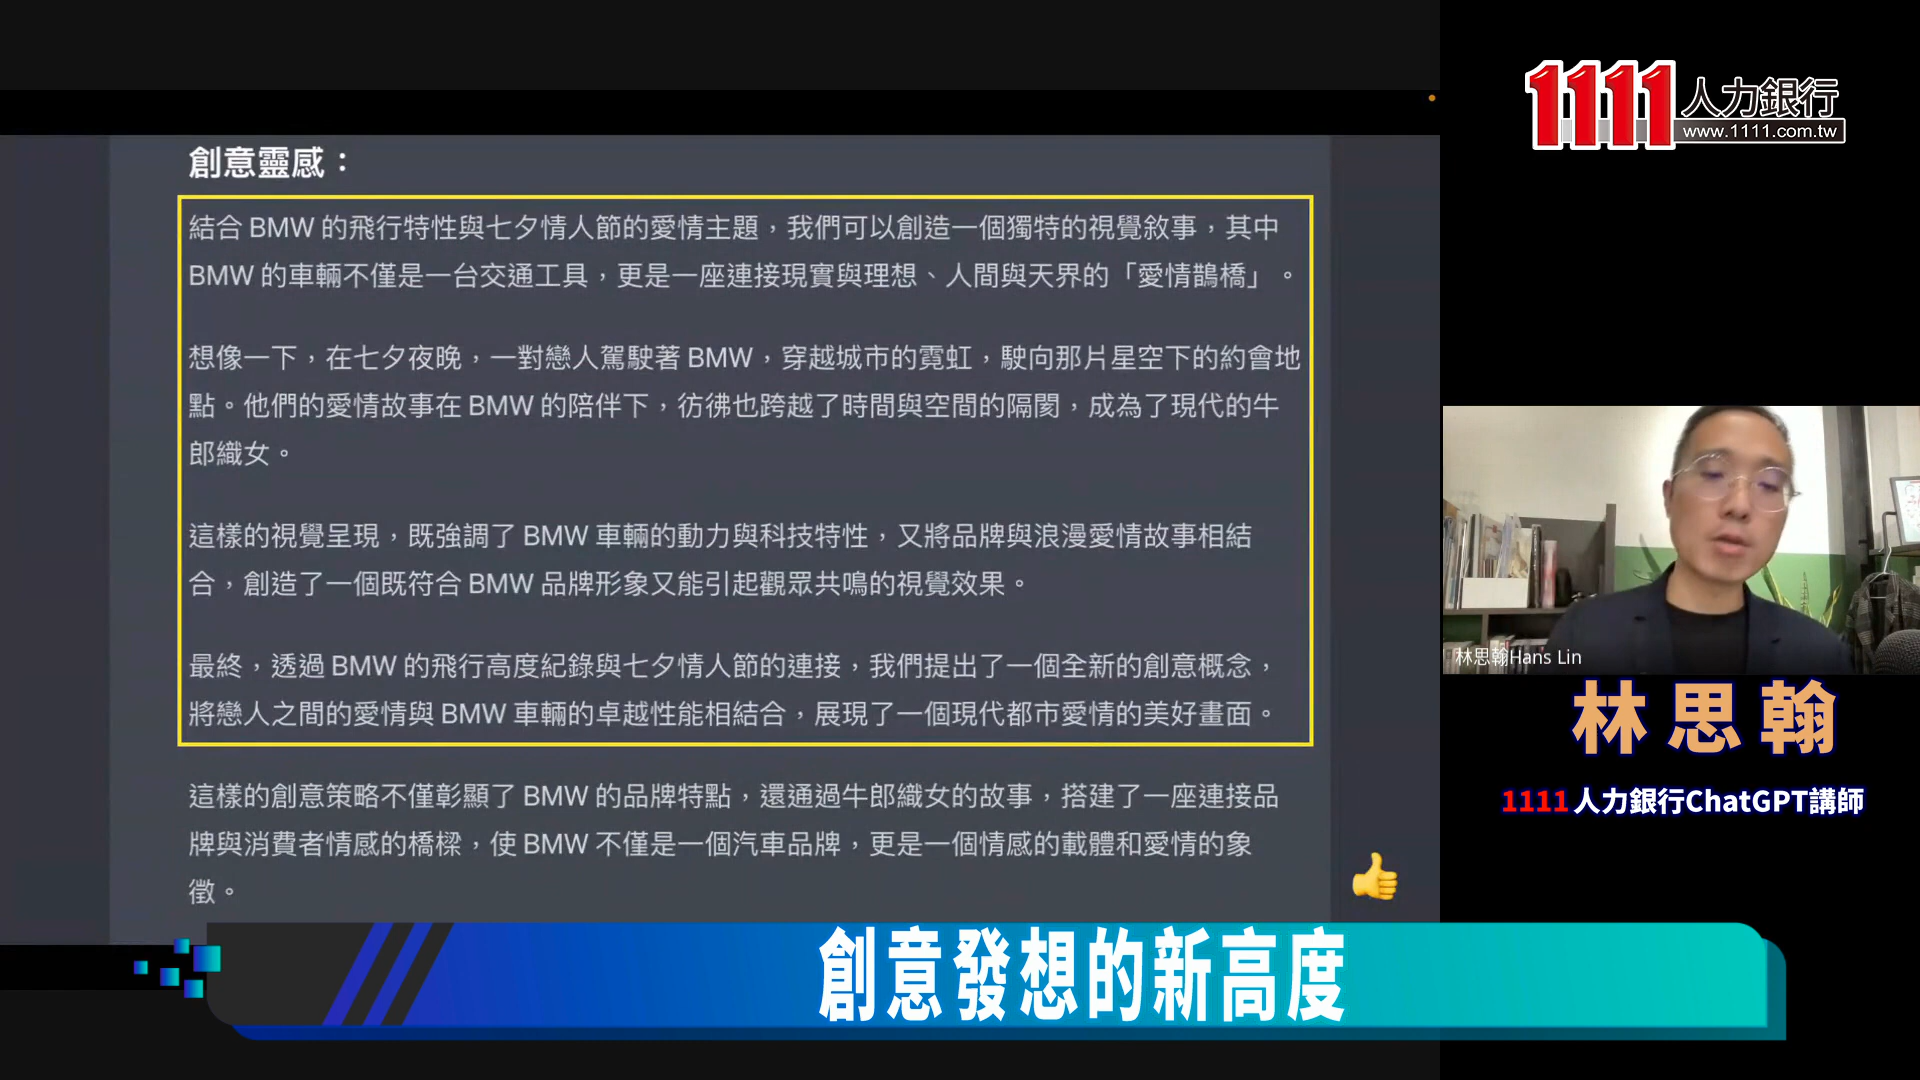 創意靈感：
結合 BMW 的飛行特性與七夕情人節的愛情主題，我們可以創造一個獨特的視覺敘事，其中
BMW 的車輛不僅是一台交通工具，更是一座連接現實與理想、人間與天界的「愛情鵲橋」。
想像一下，在七夕夜晚，一對戀人駕駛著 BMW，穿越城市的霓虹，駛向那片星空下的約會地
點。他們的愛情故事在 BMW 的陪伴下，彷彿也跨越了時間與空間的隔閡，成為了現代的牛
郎織女。
這樣的視覺呈現，既強調了 BMW 車輛的動力與科技特性，又將品牌與浪漫愛情故事相結
合，創造了一個既符合 BMW 品牌形象又能引起觀眾共鳴的視覺效果。
最終，透過 BMW 的飛行高度紀錄與七夕情人節的連接，我們提出了一個全新的創意概念，
將戀人之間的愛情與 BMW 車輛的卓越性能相結合，展現了一個現代都市愛情的美好畫面。
這樣的創意策略不僅彰顯了 BMW 的品牌特點，還通過牛郎織女的故事，搭建了一座連接品
牌與消費者情感的橋樑，使 BMW 不僅是一個汽車品牌，更是一個情感的載體和愛情的象
徵。
創意發想的新高度
1111人力銀行
www.1111.com.tw
林思翰Hans Lin
林思翰
1111人力銀行ChatGPT講師